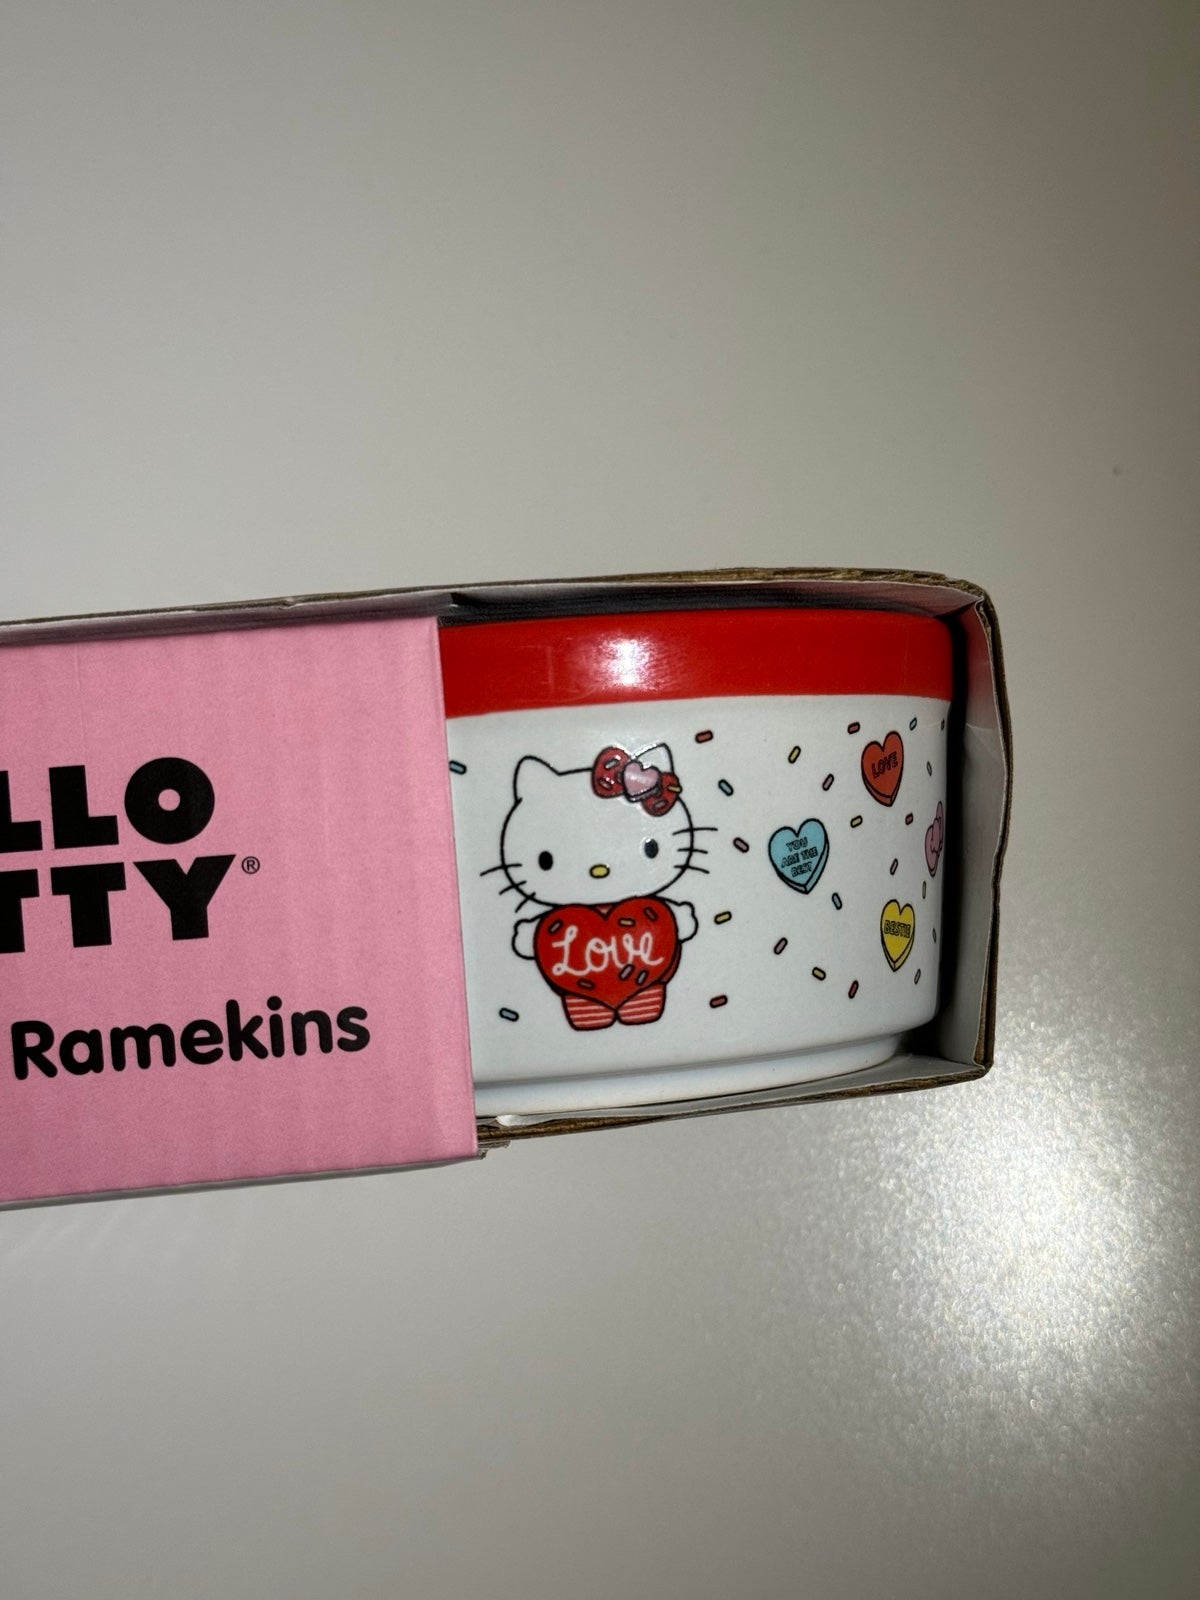 LLO
TTY®
Ramekins
Love
LOVE
YOU
ARE THE
BEST
BESTIE